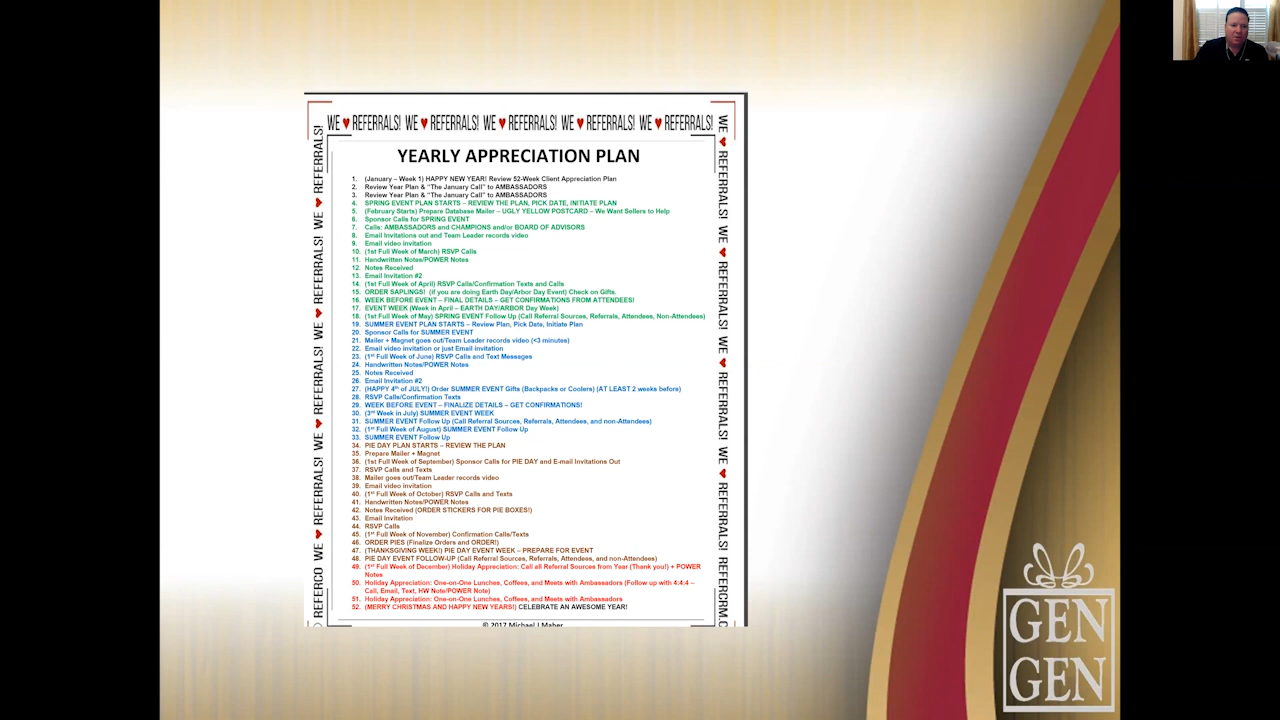 WE ♥ REFERRALS! WE ♥ REFERRALS! WE ♥ REFERRALS! WE ♥ REFERRALS! WE ♥ REFERRALS!
YEARLY APPRECIATION PLAN
1. (January – Week 1) HAPPY NEW YEAR! Review 52-Week Client Appreciation Plan
2. Review Year Plan & “The January Call” to AMBASSADORS
3. Review Year Plan & “The January Call” to AMBASSADORS
4. SPRING EVENT PLAN STARTS – REVIEW THE PLAN, PICK DATE, INITIATE PLAN
5. (February Starts) Prepare Database Mailer – UGLY YELLOW POSTCARD – We Want Sellers to Help
6. Sponsor Calls for SPRING EVENT
7. Calls: AMBASSADORS and CHAMPIONS and/or BOARD OF ADVISORS
8. Email Invitations out and Team Leader records video
9. Email video invitation
10. (1st Full Week of March) RSVP Calls
11. Handwritten Notes/POWER Notes
12. Notes Received
13. Email Invitation #2
14. (1st Full Week of April) RSVP Calls/Confirmation Texts and Calls
15. ORDER SAPLINGS! (if you are doing Earth Day/Arbor Day Event) Check on Gifts.
16. WEEK BEFORE EVENT – FINAL DETAILS – GET CONFIRMATIONS FROM ATTENDEES!
17. EVENT WEEK (Week in April – EARTH DAY/ARBOR Day Week)
18. (1st Full Week of May) SPRING EVENT Follow Up (Call Referral Sources, Referrals, Attendees, Non-Attendees)
19. SUMMER EVENT PLAN STARTS – Review Plan, Pick Date, Initiate Plan
20. Sponsor Calls for SUMMER EVENT
21. Mailer + Magnet goes out/Team Leader records video (<3 minutes)
22. Email video invitation or just Email invitation
23. (1st Full Week of June) RSVP Calls and Text Messages
24. Handwritten Notes/POWER Notes
25. Notes Received
26. Email Invitation #2
27. (HAPPY 4th of JULY!) Order SUMMER EVENT Gifts (Backpacks or Coolers) (AT LEAST 2 weeks before)
28. RSVP Calls/Confirmation Texts
29. WEEK BEFORE EVENT – FINALIZE DETAILS – GET CONFIRMATIONS!
30. (3rd Week in July) SUMMER EVENT WEEK
31. SUMMER EVENT Follow Up (Call Referral Sources, Referrals, Attendees, and non-Attendees)
32. (1st Full Week of August) SUMMER EVENT Follow Up
33. SUMMER EVENT Follow Up
34. PIE DAY PLAN STARTS – REVIEW THE PLAN
35. Prepare Mailer + Magnet
36. (1st Full Week of September) Sponsor Calls for PIE DAY and E-mail Invitations Out
37. RSVP Calls and Texts
38. Mailer goes out/Team Leader records video
39. Email video invitation
40. (1st Full Week of October) RSVP Calls and Texts
41. Handwritten Notes/POWER Notes
42. Notes Received (ORDER STICKERS FOR PIE BOXES!)
43. Email Invitation
44. RSVP Calls
45. (1st Full Week of November) Confirmation Calls/Texts
46. ORDER PIES (Finalize Orders and ORDER!)
47. (THANKSGIVING WEEK!) PIE DAY EVENT WEEK – PREPARE FOR EVENT
48. PIE DAY EVENT FOLLOW-UP (Call Referral Sources, Referrals, Attendees, and non-Attendees)
49. (1st Full Week of December) Holiday Appreciation: Call all Referral Sources from Year (Thank you!) + POWER
Notes
50. Holiday Appreciation: One-on-One Lunches, Coffees, and Meets with Ambassadors (Follow up with 4:4:4 –
Call, Email, Text, HW Note/POWER Note)
51. Holiday Appreciation: One-on-One Lunches, Coffees, and Meets with Ambassadors
52. (MERRY CHRISTMAS AND HAPPY NEW YEARS!) CELEBRATE AN AWESOME YEAR!
© 2017 Michael J Maher
REFERCO WE ♥ REFERRALS! WE ♥ REFERRALS! WE ♥ REFERRALS! WE ♥ REFERRALS!
WE ♥ REFERRALS! WE ♥ REFERRALS! WE ♥ REFERRALS! WE ♥ REFERRALS! REFERCRM.C
GEN
GEN